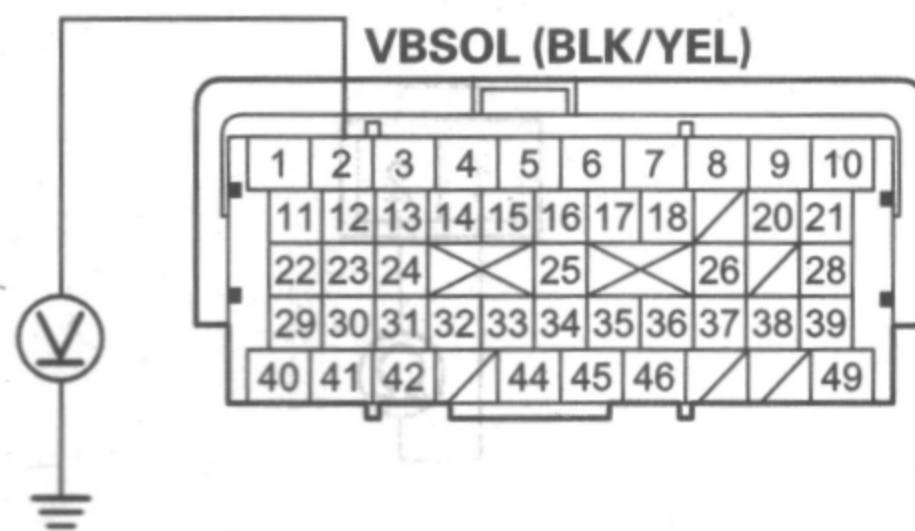 VBSOL (BLK/YEL)
1 2 3 4 5 6 7 8 9 10
11 12 13 14 15 16 17 18 20 21
22 23 24 25 26 28
29 30 31 32 33 34 35 36 37 38 39
V
40 41 42 44 45 46 49